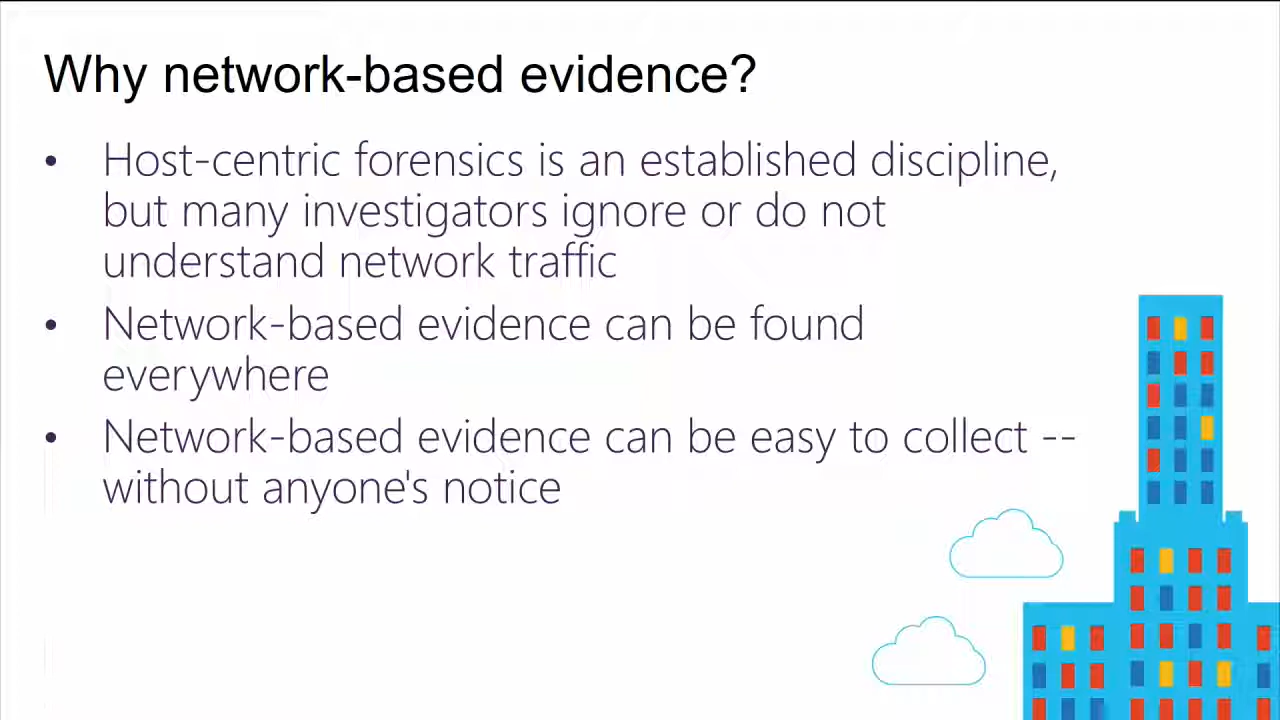 Why network-based evidence?
• Host-centric forensics is an established discipline,
but many investigators ignore or do not
understand network traffic
• Network-based evidence can be found
everywhere
• Network-based evidence can be easy to collect --
without anyone's notice